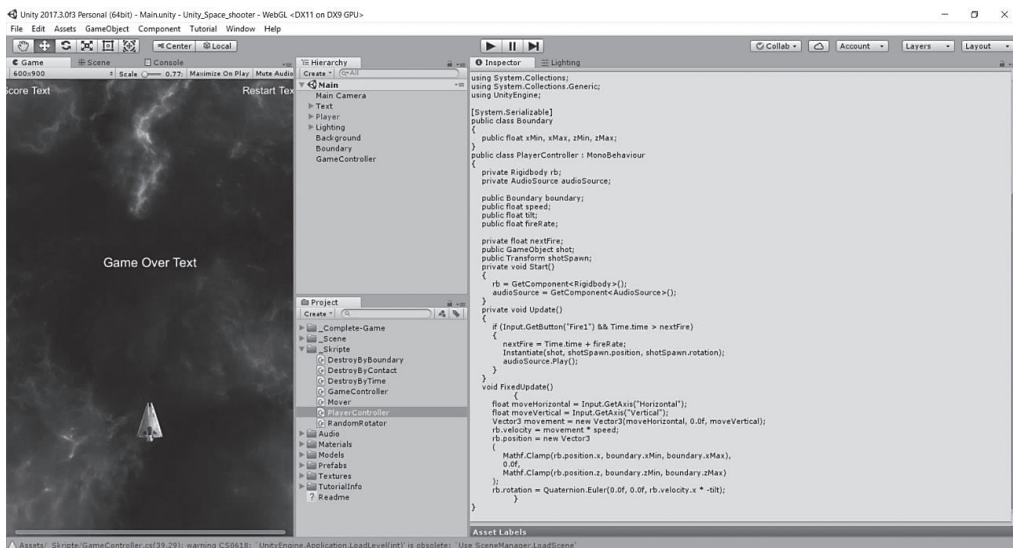 Unity 2017.3.0f3 Personal (64bit) - Main.unity - Unity_Space_shooter - WebGL <DX11 on DX9 GPU>
File Edit Assets GameObject Component Tutorial Window Help
Center Local
Collab Account Layers Layout
Game Scene Console
600x900 Scale 0.77: Maximize On Play Mute Audio
Score Text
Restart Tex
Game Over Text
Hierarchy
Create All
Main
Main Camera
Text
Player
Lighting
Background
Boundary
GameController
Project
Create
_Complete-Game
_Scene
_Skripte
DestroyByBoundary
DestroyByContact
DestroyByTime
GameController
Mover
PlayerController
RandomRotator
Audio
Materials
Models
Prefabs
Textures
TutorialInfo
? Readme
Inspector Lighting
using System.Collections;
using System.Collections.Generic;
using UnityEngine;
[System.Serializable]
public class Boundary
{
public float xMin, xMax, zMin, zMax;
}
public class PlayerController : MonoBehaviour
{
private Rigidbody rb;
private AudioSource audioSource;
public Boundary boundary;
public float speed;
public float tilt;
public float fireRate;
private float nextFire;
public GameObject shot;
public Transform shotSpawn;
private void Start()
{
rb = GetComponent<Rigidbody>();
audioSource = GetComponent<AudioSource>();
}
private void Update()
{
if (Input.GetButton("Fire1") && Time.time > nextFire)
{
nextFire = Time.time + fireRate;
Instantiate(shot, shotSpawn.position, shotSpawn.rotation);
audioSource.Play();
}
}
void FixedUpdate()
{
float moveHorizontal = Input.GetAxis("Horizontal");
float moveVertical = Input.GetAxis("Vertical");
Vector3 movement = new Vector3(moveHorizontal, 0.0f, moveVertical);
rb.velocity = movement * speed;
rb.position = new Vector3
(
Mathf.Clamp(rb.position.x, boundary.xMin, boundary.xMax),
0.0f,
Mathf.Clamp(rb.position.z, boundary.zMin, boundary.zMax)
);
rb.rotation = Quaternion.Euler(0.0f, 0.0f, rb.velocity.x * -tilt);
}
}
Asset Labels
Assets/_Skripte/GameController.cs(39,29): warning CS0618: `UnityEngine.Application.LoadLevel(int)' is obsolete: `Use SceneManager.LoadScene'